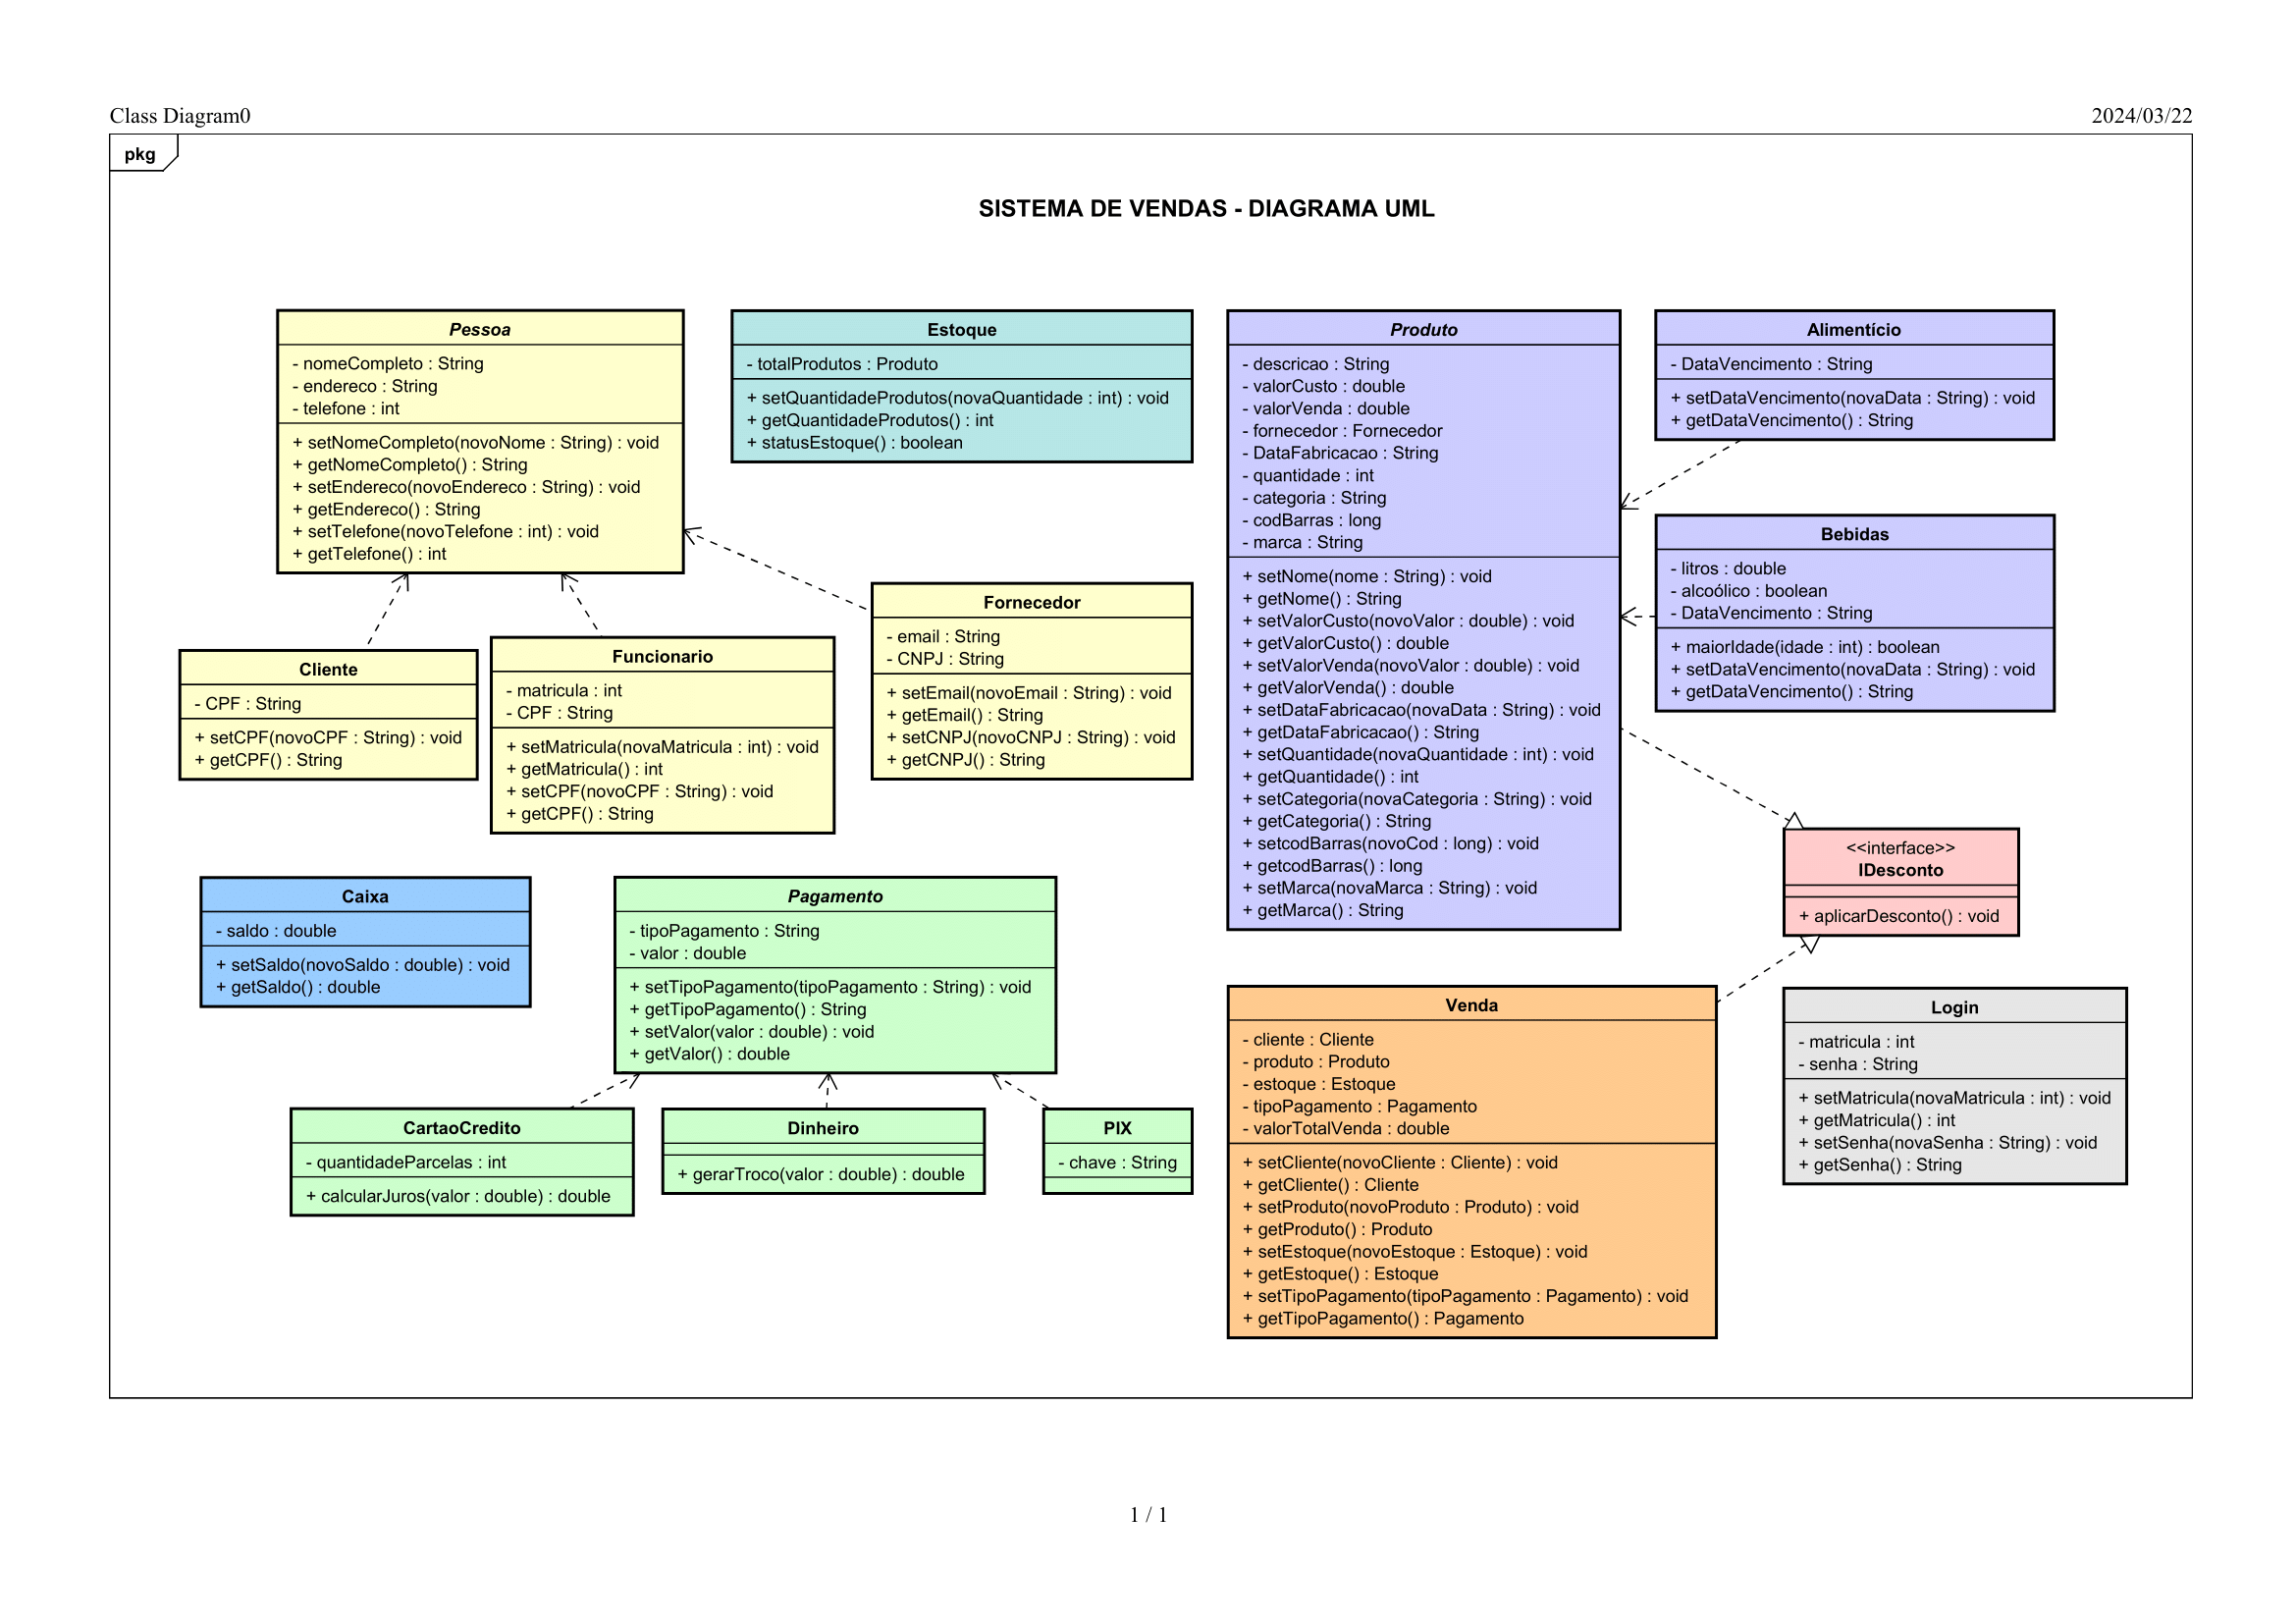 Class Diagram0
2024/03/22
pkg
SISTEMA DE VENDAS - DIAGRAMA UML
Pessoa
- nomeCompleto : String
- endereco : String
- telefone : int
+ setNomeCompleto(novoNome : String) : void
+ getNomeCompleto() : String
+ setEndereco(novoEndereco : String) : void
+ getEndereco() : String
+ setTelefone(novoTelefone : int) : void
+ getTelefone() : int
Estoque
- totalProdutos : Produto
+ setQuantidadeProdutos(novaQuantidade : int) : void
+ getQuantidadeProdutos() : int
+ statusEstoque() : boolean
Produto
- descricao : String
- valorCusto : double
- valorVenda : double
- fornecedor : Fornecedor
- DataFabricacao : String
- quantidade : int
- categoria : String
- codBarras : long
- marca : String
+ setNome(nome : String) : void
+ getNome() : String
+ setValorCusto(novoValor : double) : void
+ getValorCusto() : double
+ setValorVenda(novoValor : double) : void
+ getValorVenda() : double
+ setDataFabricacao(novaData : String) : void
+ getDataFabricacao() : String
+ setQuantidade(novaQuantidade : int) : void
+ getQuantidade() : int
+ setCategoria(novaCategoria : String) : void
+ getCategoria() : String
+ setcodBarras(novoCod : long) : void
+ getcodBarras() : long
+ setMarca(novaMarca : String) : void
+ getMarca() : String
Alimentício
- DataVencimento : String
+ setDataVencimento(novaData : String) : void
+ getDataVencimento() : String
Bebidas
- litros : double
- alcoólico : boolean
- DataVencimento : String
+ maiorIdade(idade : int) : boolean
+ setDataVencimento(novaData : String) : void
+ getDataVencimento() : String
Cliente
- CPF : String
+ setCPF(novoCPF : String) : void
+ getCPF() : String
Funcionario
- matricula : int
- CPF : String
+ setMatricula(novaMatricula : int) : void
+ getMatricula() : int
+ setCPF(novoCPF : String) : void
+ getCPF() : String
Fornecedor
- email : String
- CNPJ : String
+ setEmail(novoEmail : String) : void
+ getEmail() : String
+ setCNPJ(novoCNPJ : String) : void
+ getCNPJ() : String
<<interface>>
IDesconto
+ aplicarDesconto() : void
Caixa
- saldo : double
+ setSaldo(novoSaldo : double) : void
+ getSaldo() : double
Pagamento
- tipoPagamento : String
- valor : double
+ setTipoPagamento(tipoPagamento : String) : void
+ getTipoPagamento() : String
+ setValor(valor : double) : void
+ getValor() : double
CartaoCredito
- quantidadeParcelas : int
+ calcularJuros(valor : double) : double
Dinheiro
+ gerarTroco(valor : double) : double
PIX
- chave : String
Venda
- cliente : Cliente
- produto : Produto
- estoque : Estoque
- tipoPagamento : Pagamento
- valorTotalVenda : double
+ setCliente(novoCliente : Cliente) : void
+ getCliente() : Cliente
+ setProduto(novoProduto : Produto) : void
+ getProduto() : Produto
+ setEstoque(novoEstoque : Estoque) : void
+ getEstoque() : Estoque
+ setTipoPagamento(tipoPagamento : Pagamento) : void
+ getTipoPagamento() : Pagamento
Login
- matricula : int
- senha : String
+ setMatricula(novaMatricula : int) : void
+ getMatricula() : int
+ setSenha(novaSenha : String) : void
+ getSenha() : String
1 / 1